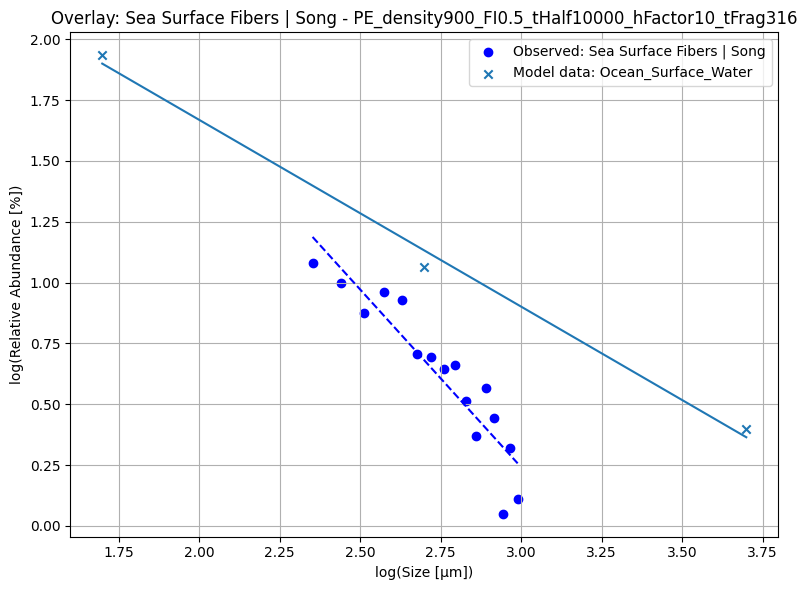 Overlay: Sea Surface Fibers | Song - PE_density900_FI0.5_tHalf10000_hFactor10_tFrag316
Observed: Sea Surface Fibers | Song
Model data: Ocean_Surface_Water
log(Relative Abundance [%])
2.00
1.75
1.50
1.25
1.00
0.75
0.50
0.25
0.00
1.75 2.00 2.25 2.50 2.75 3.00 3.25 3.50 3.75
log(Size [μm])